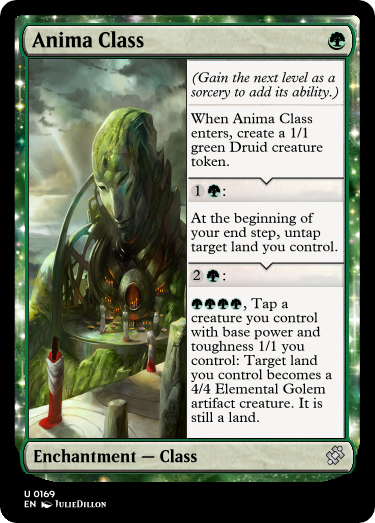 Anima Class
(Gain the next level as a
sorcery to add its ability.)
When Anima Class
enters, create a 1/1
green Druid creature
token.
1 :
At the beginning of
your end step, untap
target land you control.
2 :
, Tap a
creature you control
with base power and
toughness 1/1 you
control: Target land
you control becomes a
4/4 Elemental Golem
artifact creature. It is
still a land.
Enchantment — Class
U 0169
EN JulieDillon